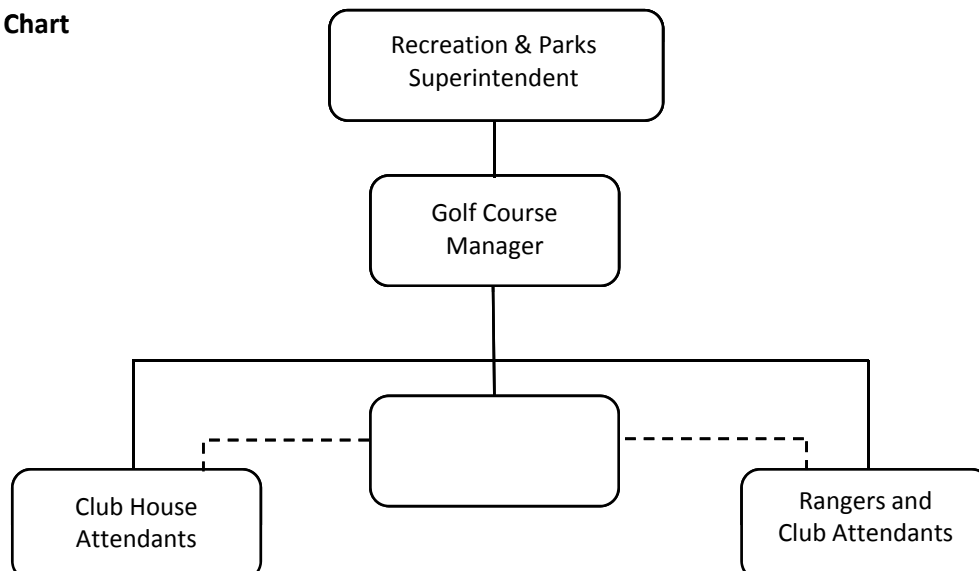 Chart
Recreation & Parks
Superintendent
Golf Course
Manager
Club House
Attendants
Rangers and
Club Attendants